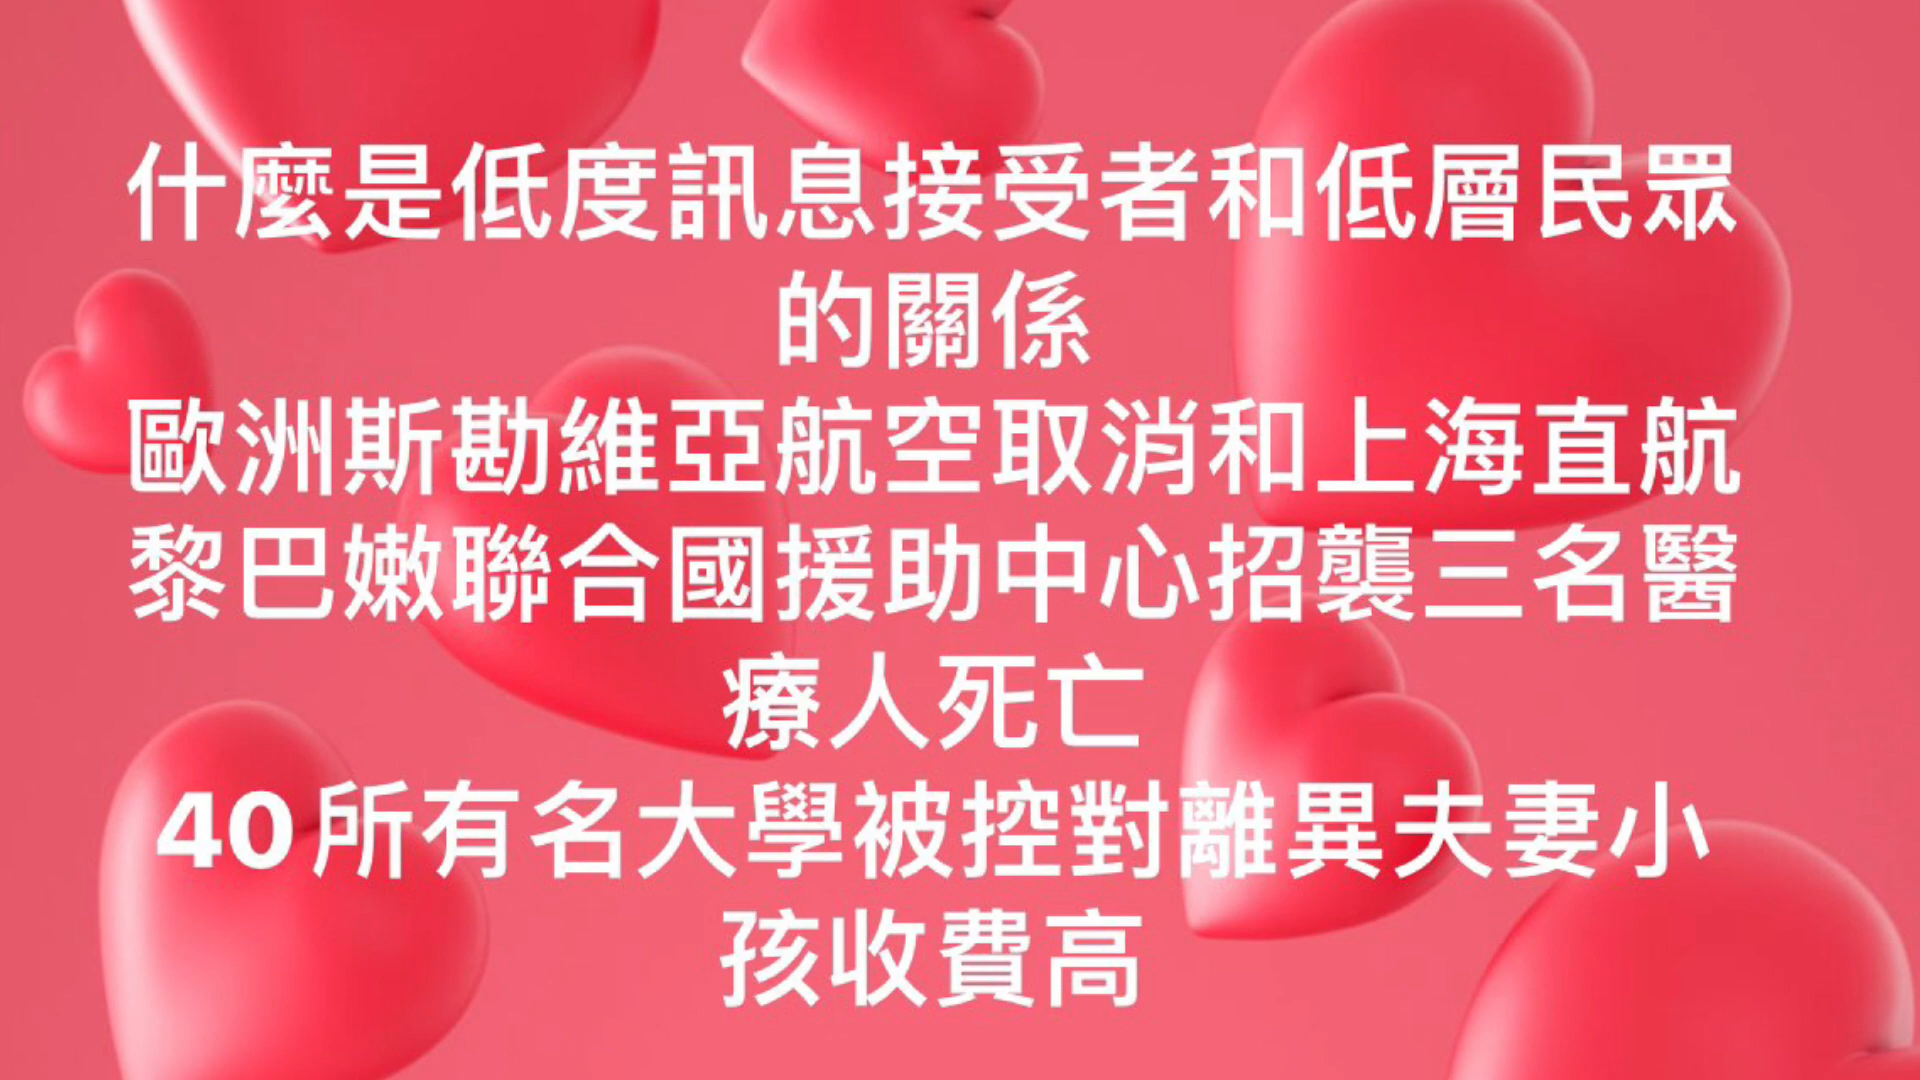 什麼是低度訊息接受者和低層民眾
的關係
歐洲斯勘維亞航空取消和上海直航
黎巴嫩聯合國援助中心招襲三名醫
療人死亡
40所有名大學被控對離異夫妻小
孩收費高